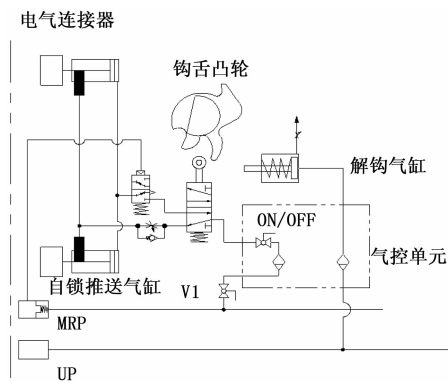 电气连接器
钩舌凸轮
解钩气缸
ON/OFF
气控单元
自锁推送气缸
V1
MRP
UP